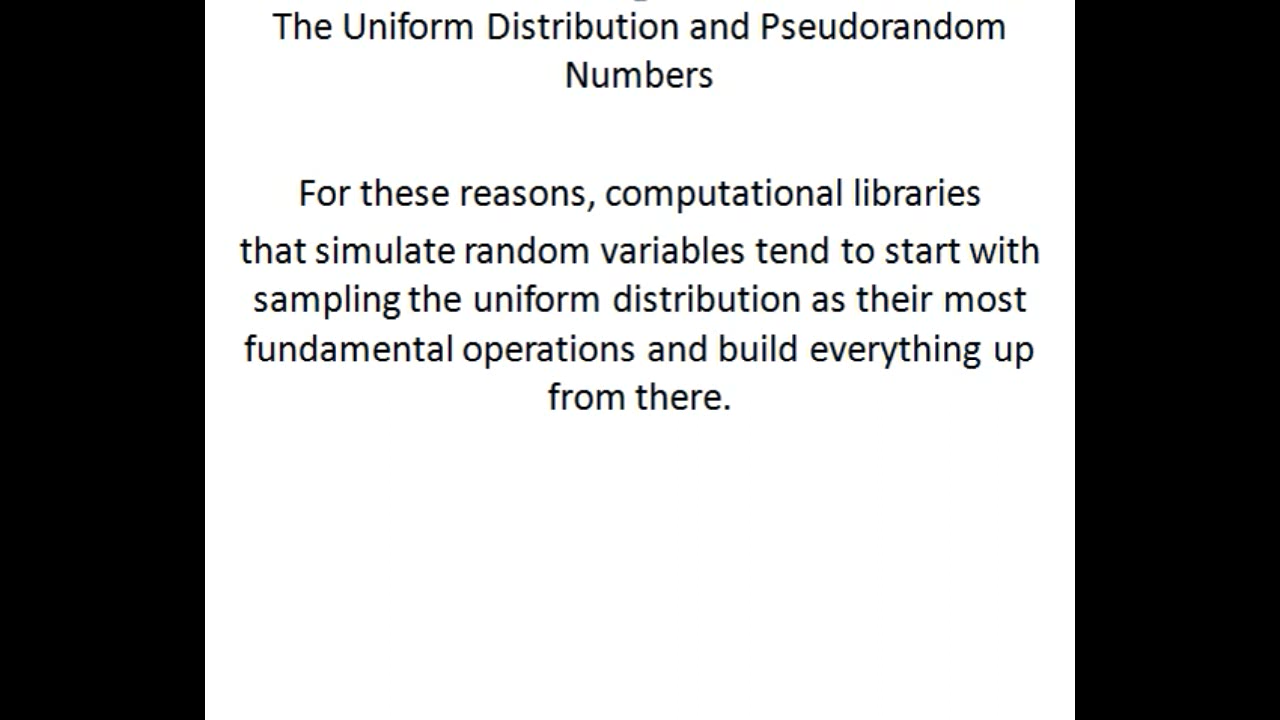 The Uniform Distribution and Pseudorandom
Numbers
For these reasons, computational libraries
that simulate random variables tend to start with
sampling the uniform distribution as their most
fundamental operations and build everything up
from there.